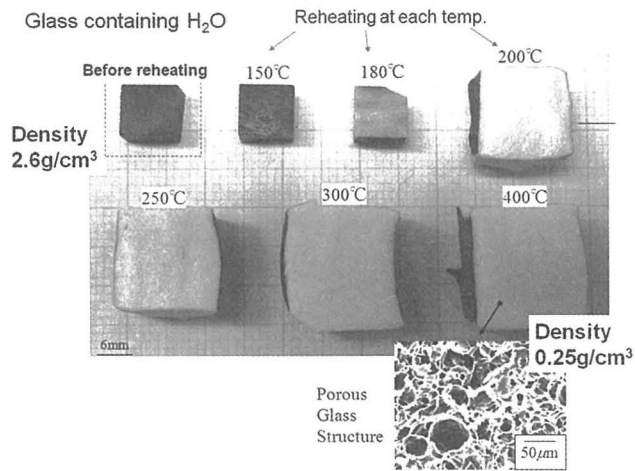 Glass containing H₂O
Reheating at each temp.
Before reheating
150℃
180℃
200℃
Density
2.6g/cm³
250℃
300℃
400℃
6mm
Density
0.25g/cm³
Porous
Glass
Structure
50μm